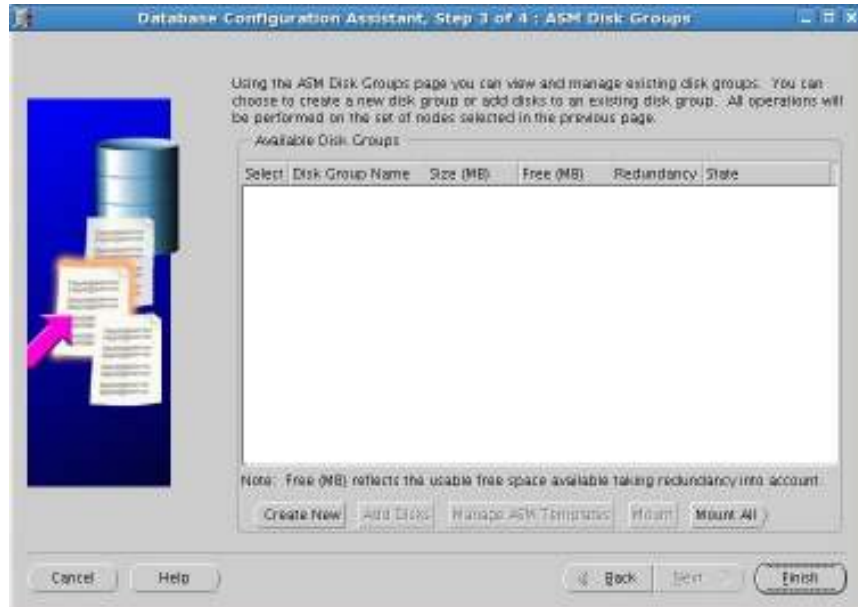 Database Configuration Assistant, Step 3 of 4 : ASM Disk Groups
Using the ASM Disk Groups page you can view and manage existing disk groups. You can
choose to create a new disk group or add disks to an existing disk group. All operations will
be performed on the set of nodes selected in the previous page.
Available Disk Groups
Select Disk Group Name Size (MB) Free (MB) Redundancy State
Note: Free (MB) reflects the usable free space available taking redundancy into account.
Create New Add Disks Manage ASM Templates Mount Mount All
Cancel Help Back Next Finish